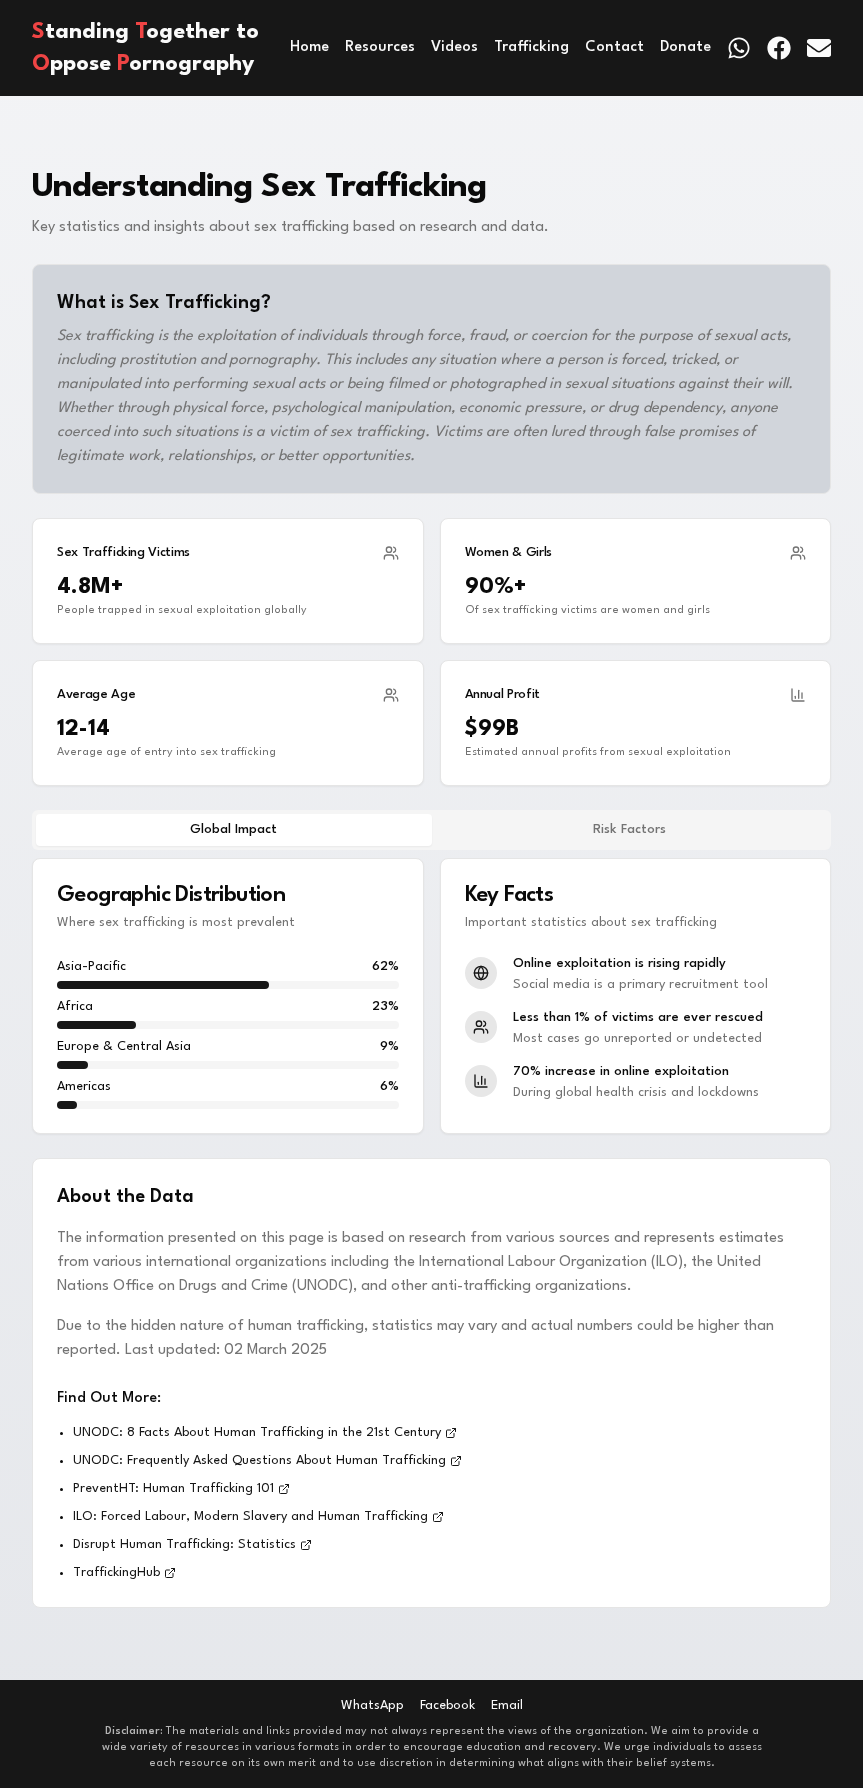 Standing Together to
Oppose Pornography
Home Resources Videos Trafficking Contact Donate
Understanding Sex Trafficking
Key statistics and insights about sex trafficking based on research and data.
What is Sex Trafficking?
Sex trafficking is the exploitation of individuals through force, fraud, or coercion for the purpose of sexual acts,
including prostitution and pornography. This includes any situation where a person is forced, tricked, or
manipulated into performing sexual acts or being filmed or photographed in sexual situations against their will.
Whether through physical force, psychological manipulation, economic pressure, or drug dependency, anyone
coerced into such situations is a victim of sex trafficking. Victims are often lured through false promises of
legitimate work, relationships, or better opportunities.
Sex Trafficking Victims
4.8M+
People trapped in sexual exploitation globally
Women & Girls
90%+
Of sex trafficking victims are women and girls
Average Age
12-14
Average age of entry into sex trafficking
Annual Profit
$99B
Estimated annual profits from sexual exploitation
Global Impact
Risk Factors
Geographic Distribution
Where sex trafficking is most prevalent
Asia-Pacific 62%
Africa 23%
Europe & Central Asia 9%
Americas 6%
Key Facts
Important statistics about sex trafficking
Online exploitation is rising rapidly
Social media is a primary recruitment tool
Less than 1% of victims are ever rescued
Most cases go unreported or undetected
70% increase in online exploitation
During global health crisis and lockdowns
About the Data
The information presented on this page is based on research from various sources and represents estimates
from various international organizations including the International Labour Organization (ILO), the United
Nations Office on Drugs and Crime (UNODC), and other anti-trafficking organizations.
Due to the hidden nature of human trafficking, statistics may vary and actual numbers could be higher than
reported. Last updated: 02 March 2025
Find Out More:
• UNODC: 8 Facts About Human Trafficking in the 21st Century
• UNODC: Frequently Asked Questions About Human Trafficking
• PreventHT: Human Trafficking 101
• ILO: Forced Labour, Modern Slavery and Human Trafficking
• Disrupt Human Trafficking: Statistics
• TraffickingHub
WhatsApp Facebook Email
Disclaimer: The materials and links provided may not always represent the views of the organization. We aim to provide a
wide variety of resources in various formats in order to encourage education and recovery. We urge individuals to assess
each resource on its own merit and to use discretion in determining what aligns with their belief systems.